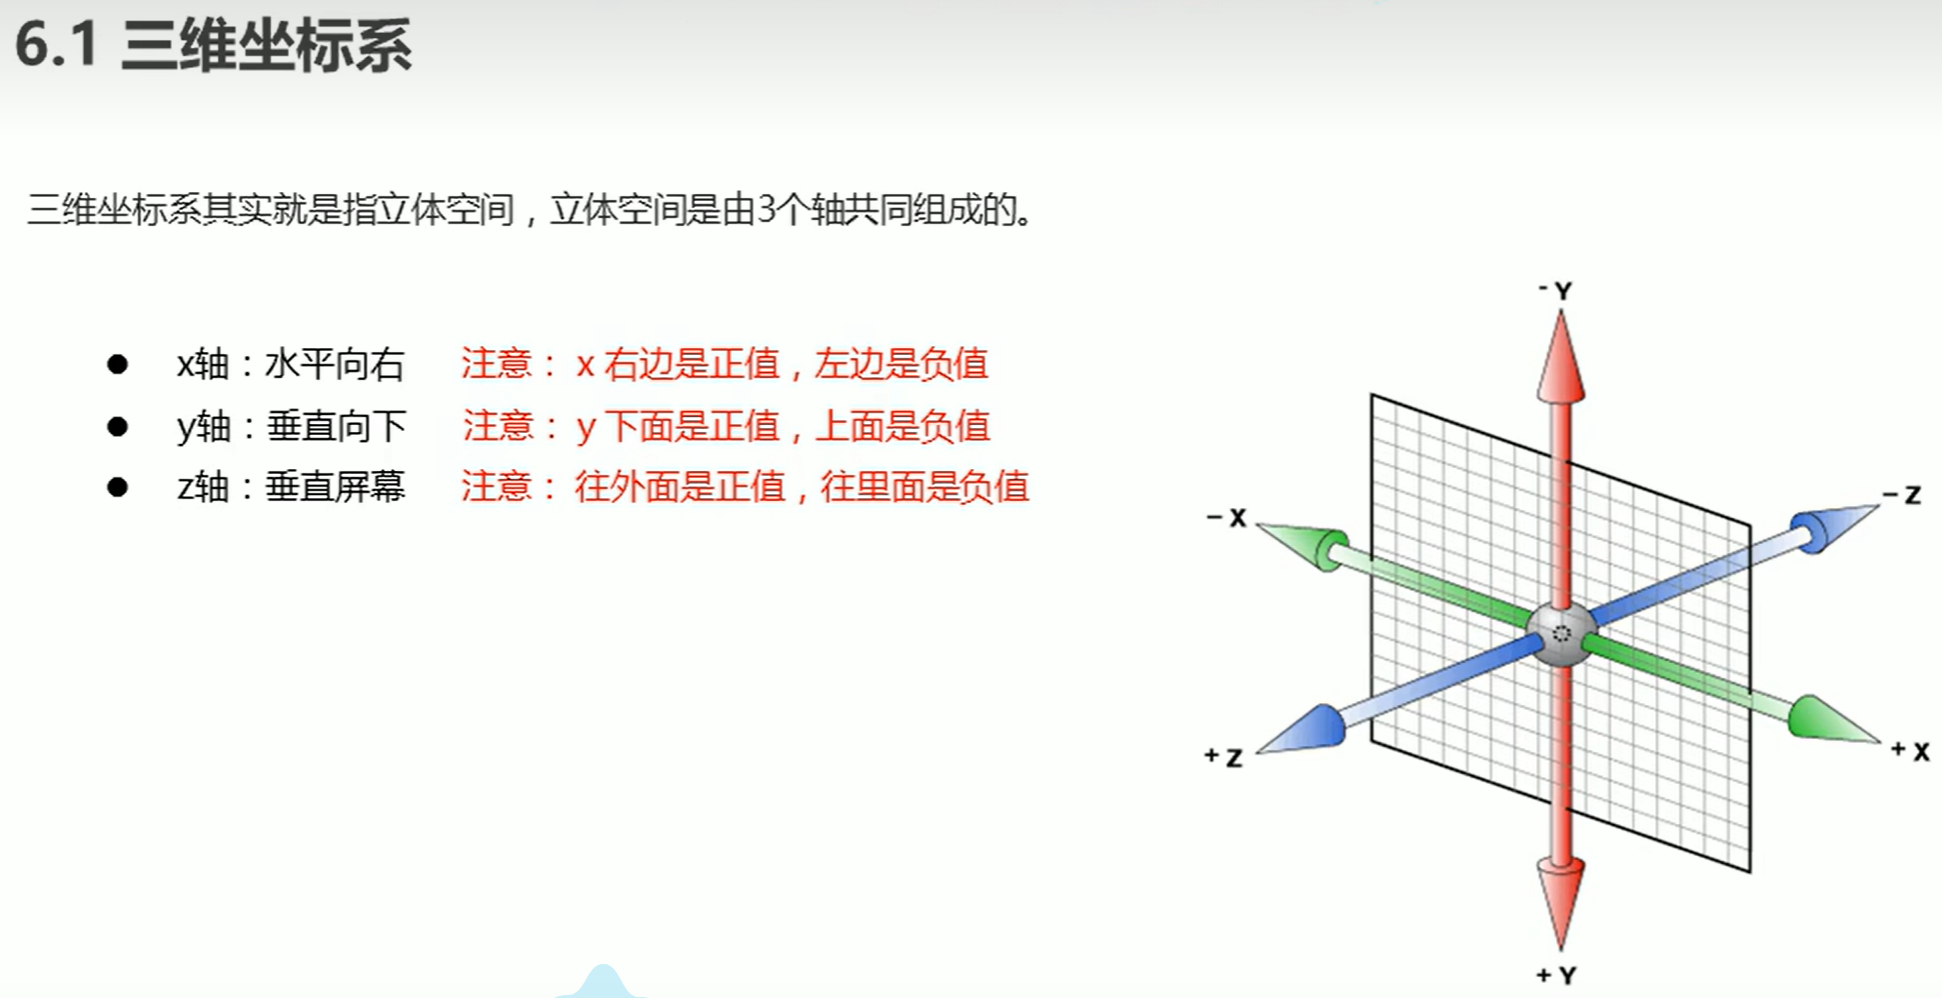 6.1 三维坐标系
三维坐标系其实就是指立体空间，立体空间是由3个轴共同组成的。
● x轴：水平向右 注意： x 右边是正值，左边是负值
● y轴：垂直向下 注意： y 下面是正值，上面是负值
● z轴：垂直屏幕 注意： 往外面是正值，往里面是负值
- Y
- Z
- X
+ X
+ Z
+ Y